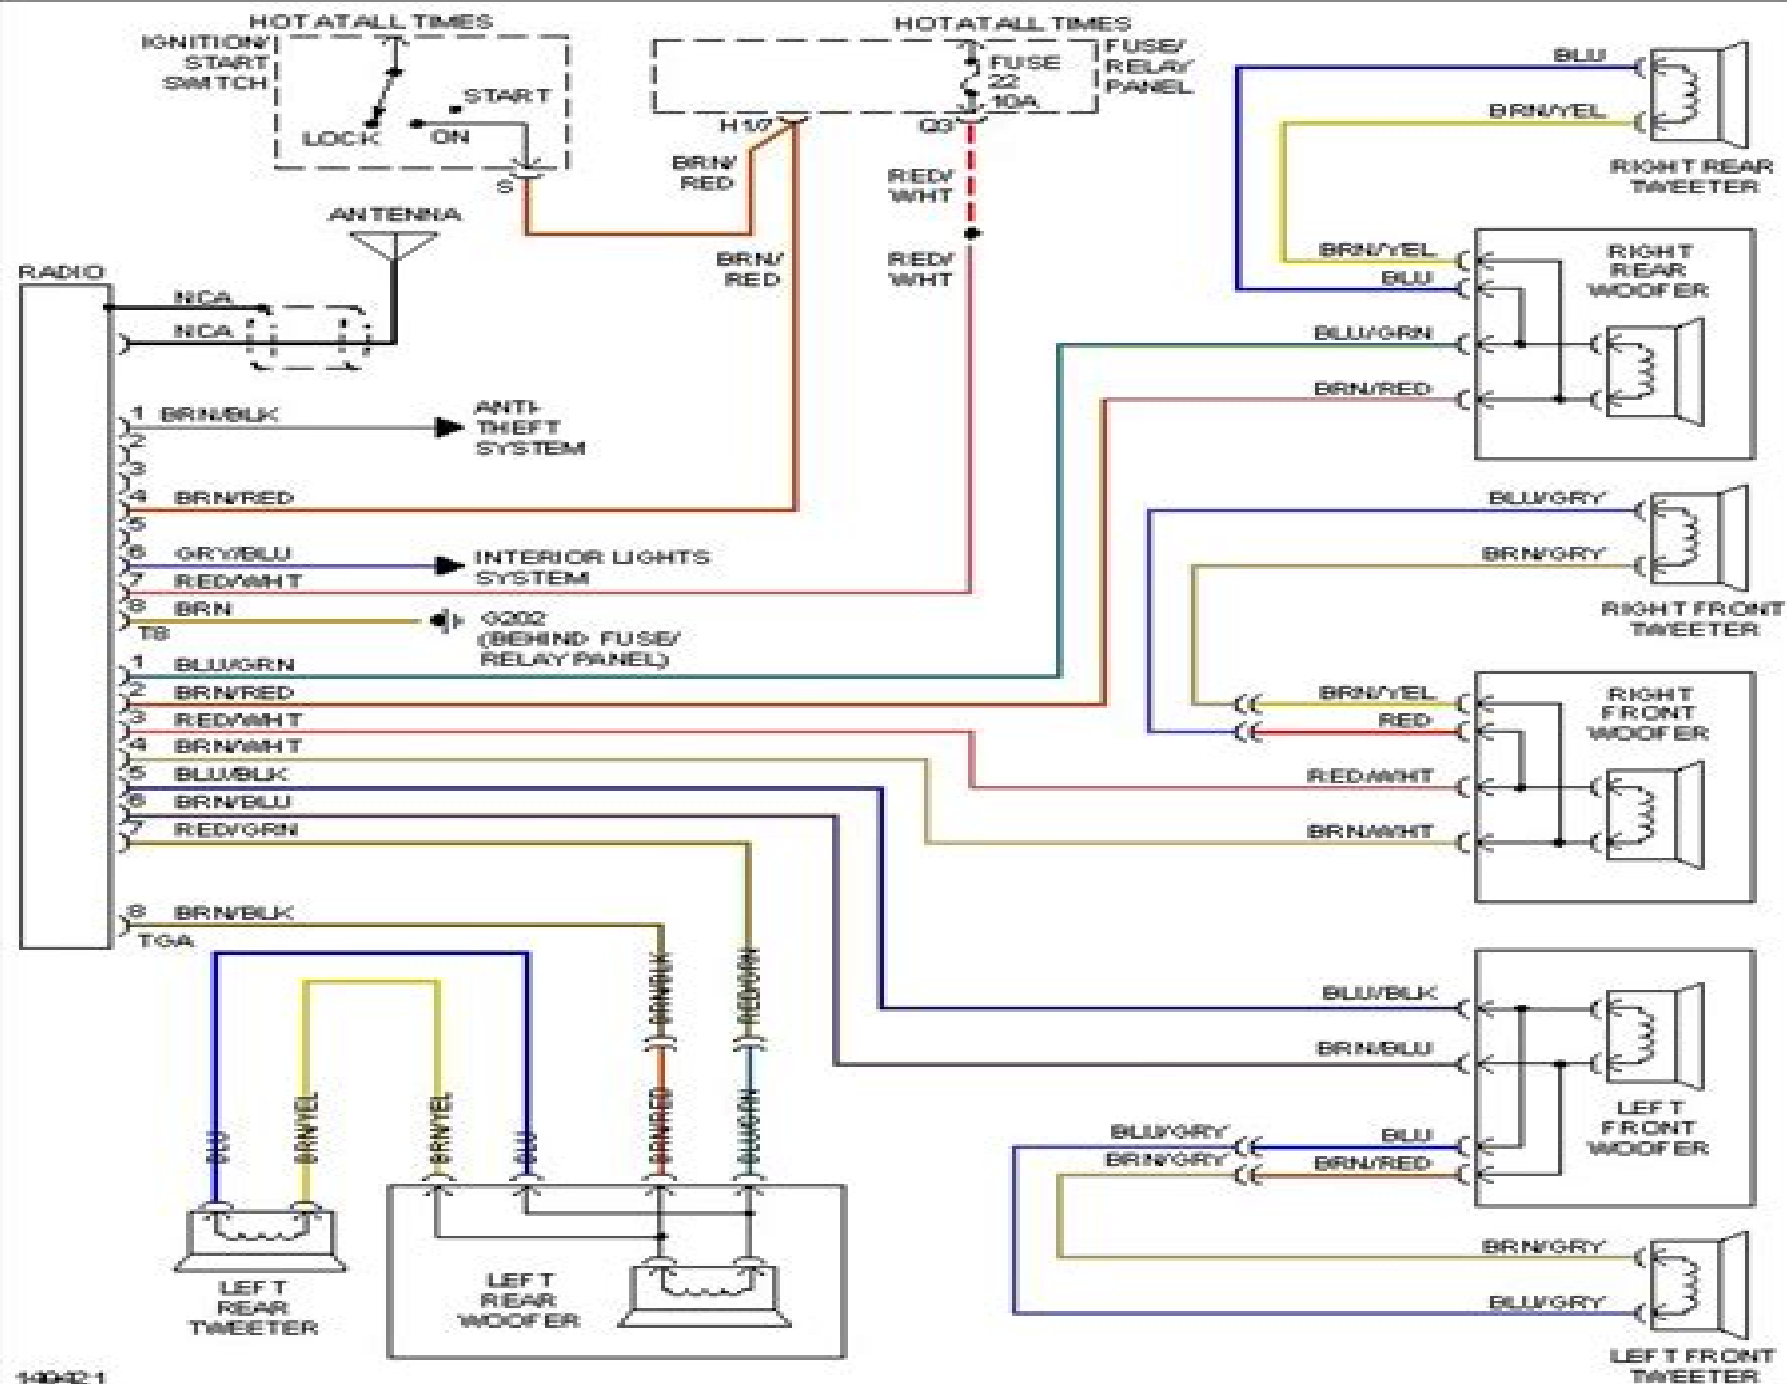 HOT AT ALL TIMES
IGNITION/
START
SWITCH
START
LOCK
ON
S
HOT AT ALL TIMES
FUSE
22
10A
FUSE/
RELAY
PANEL
H1/
Q3
BRN/
RED
RED/
WHT
BRN/
RED
RED/
WHT
ANTENNA
RADIO
NCA
NCA
1 BRN/BLK
ANTI-
THEFT
SYSTEM
2
3
4 BRN/RED
5
6 GRY/BLU
INTERIOR LIGHTS
SYSTEM
7 RED/WHT
8 BRN
T8
G202
(BEHIND FUSE/
RELAY PANEL)
1 BLU/GRN
2 BRN/RED
3 RED/WHT
4 BRN/WHT
5 BLU/BLK
6 BRN/BLU
7 RED/GRN
8 BRN/BLK
TGA
BLU
BRN/YEL
RIGHT REAR
TWEETER
BRN/YEL
BLU
BLU/GRN
BRN/RED
RIGHT
REAR
WOOFER
BLU/GRY
BRN/GRY
RIGHT FRONT
TWEETER
BRN/YEL
RED
RED/WHT
BRN/WHT
RIGHT
FRONT
WOOFER
BLU/BLK
BRN/BLU
LEFT
FRONT
WOOFER
BLU/GRY
BLU
BRN/GRY
BRN/RED
BRN/GRY
BLU/GRY
LEFT FRONT
TWEETER
BRN/BLK
RED/GRN
BLU
BRN/YEL
BRN/YEL
BLU
BRN/RED
BLU/GRN
LEFT
REAR
TWEETER
LEFT
REAR
WOOFER
149421